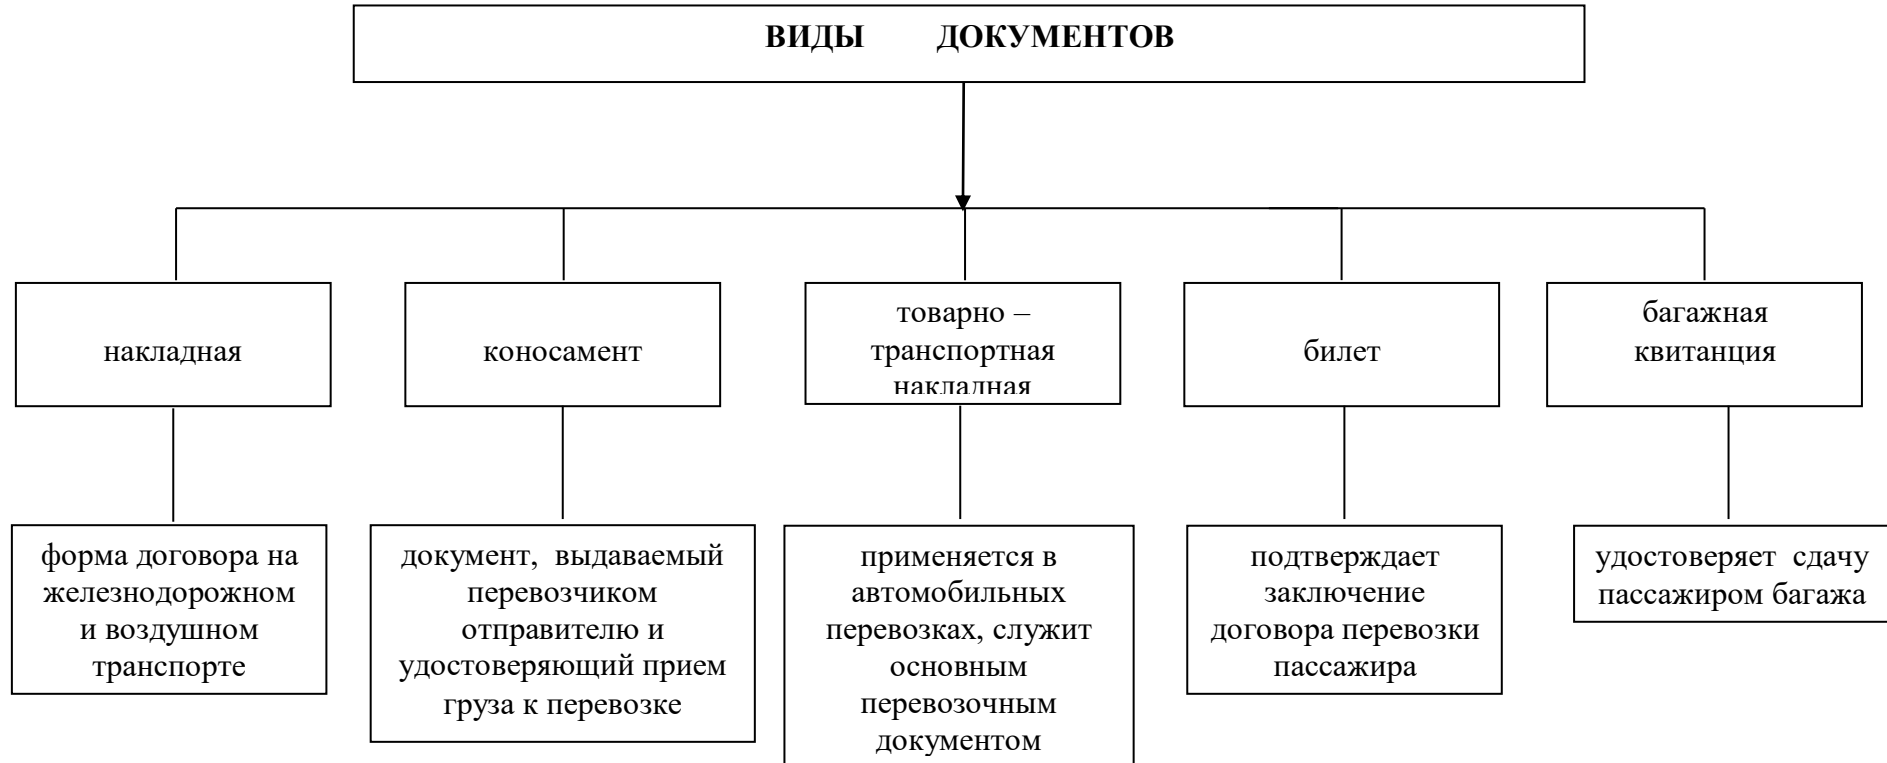 ВИДЫ ДОКУМЕНТОВ
накладная
коносамент
товарно –
транспортная
накладная
билет
багажная
квитанция
форма договора на
железнодорожном
и воздушном
транспорте
документ, выдаваемый
перевозчиком
отправителю и
удостоверяющий прием
груза к перевозке
применяется в
автомобильных
перевозках, служит
основным
перевозочным
документом
подтверждает
заключение
договора перевозки
пассажира
удостоверяет сдачу
пассажиром багажа